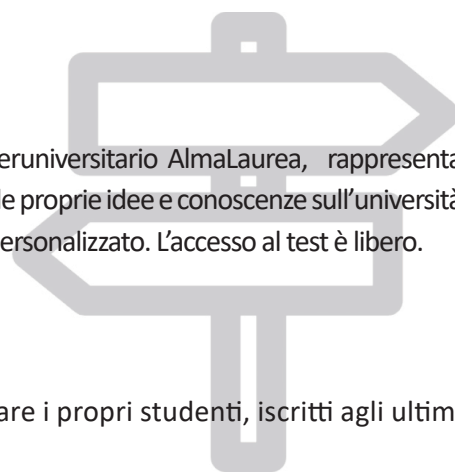 eruniversitario AlmaLaurea, rappresenta
le proprie idee e conoscenze sull'università
ersonalizzato. L'accesso al test è libero.
are i propri studenti, iscritti agli ultim